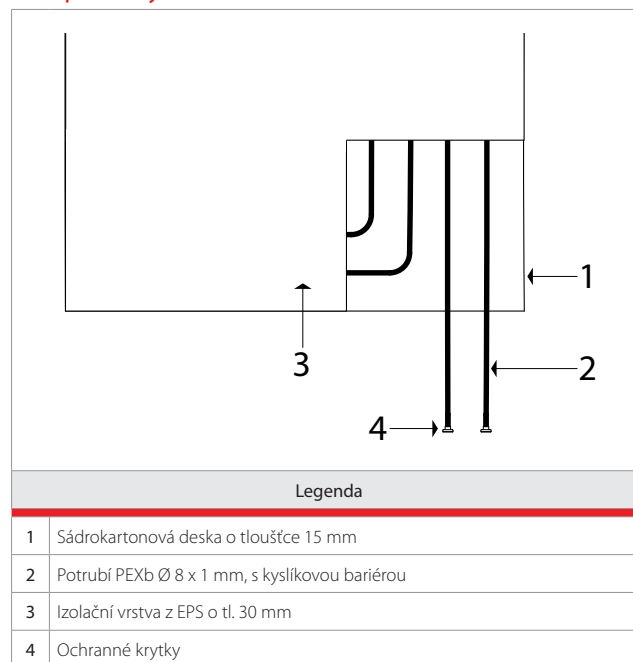 1
2
3
4
Legenda
1 Sádrokartonová deska o tloušťce 15 mm
2 Potrubí PEXb Ø 8 x 1 mm, s kyslíkovou bariérou
3 Izolační vrstva z EPS o tl. 30 mm
4 Ochranné krytky